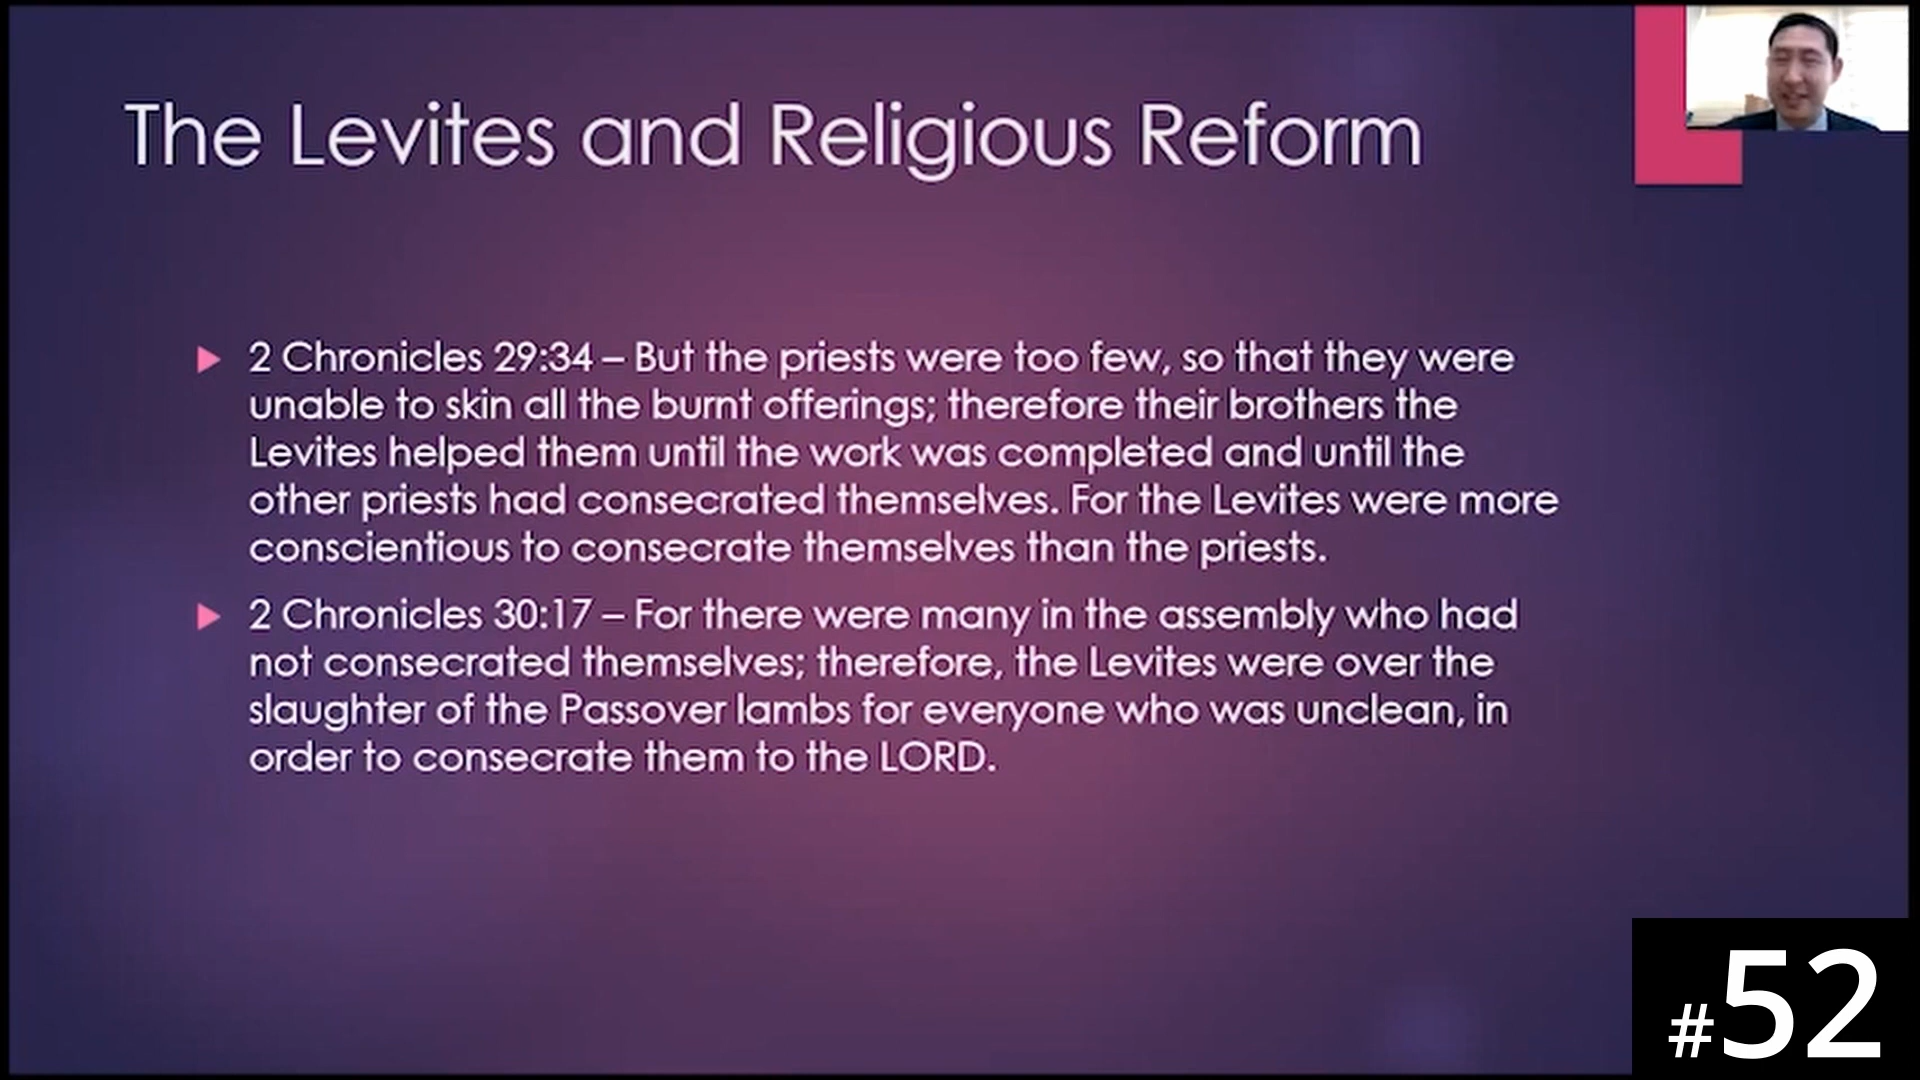 The Levites and Religious Reform
2 Chronicles 29:34 – But the priests were too few, so that they were
unable to skin all the burnt offerings; therefore their brothers the
Levites helped them until the work was completed and until the
other priests had consecrated themselves. For the Levites were more
conscientious to consecrate themselves than the priests.
2 Chronicles 30:17 – For there were many in the assembly who had
not consecrated themselves; therefore, the Levites were over the
slaughter of the Passover lambs for everyone who was unclean, in
order to consecrate them to the LORD.
#52